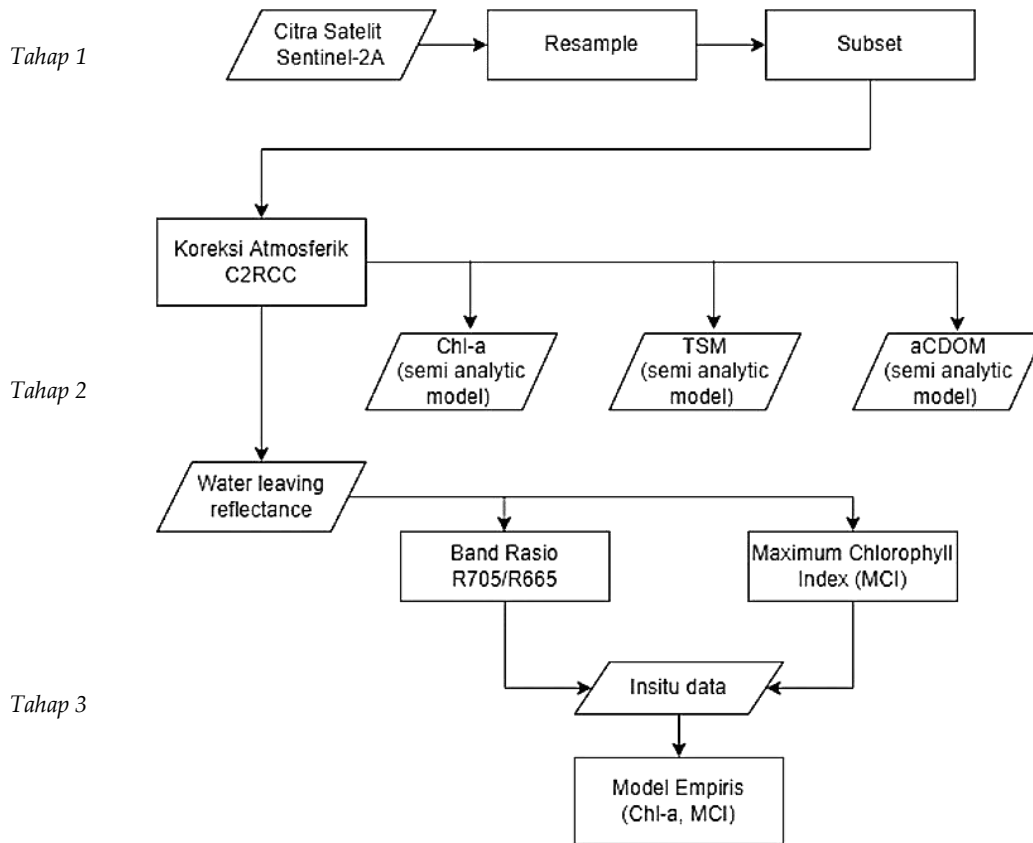 Tahap 1
Citra Satelit
Sentinel-2A
Resample
Subset
Koreksi Atmosferik
C2RCC
Tahap 2
Chl-a
(semi analytic
model)
TSM
(semi analytic
model)
aCDOM
(semi analytic
model)
Water leaving
reflectance
Band Rasio
R705/R665
Maximum Chlorophyll
Index (MCI)
Tahap 3
Insitu data
Model Empiris
(Chl-a, MCI)